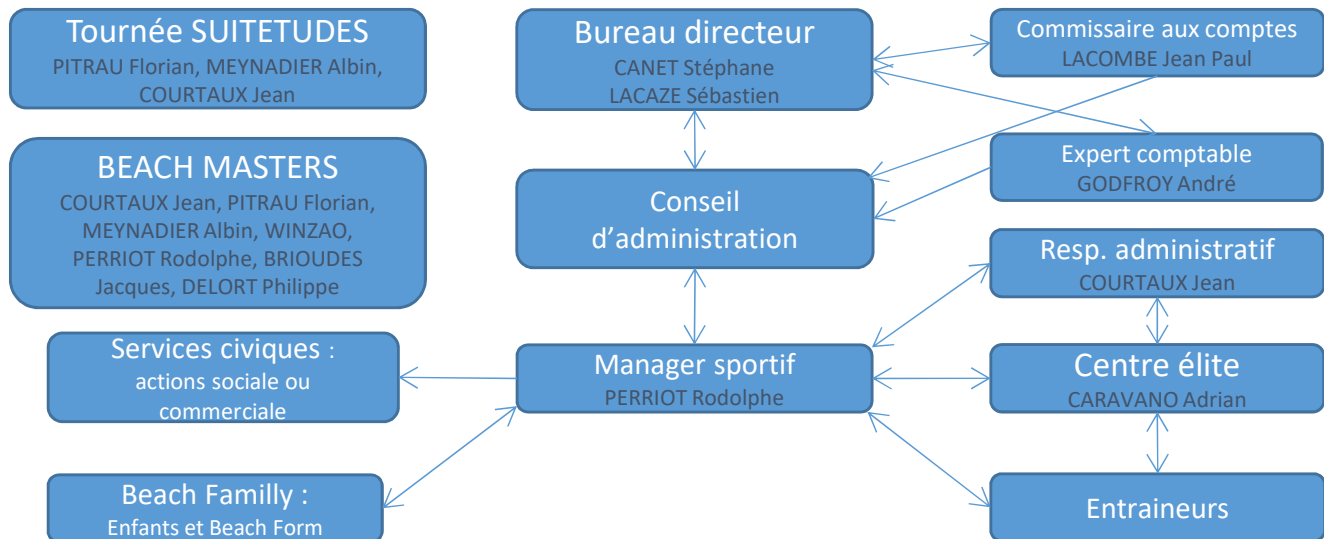 Tournée SUITETUDES
PITRAU Florian, MEYNADIER Albin,
COURTAUX Jean
BEACH MASTERS
COURTAUX Jean, PITRAU Florian,
MEYNADIER Albin, WINZAO,
PERRIOT Rodolphe, BRIOUDES
Jacques, DELORT Philippe
Services civiques :
actions sociale ou
commerciale
Beach Familly :
Enfants et Beach Form
Bureau directeur
CANET Stéphane
LACAZE Sébastien
Conseil
d’administration
Manager sportif
PERRIOT Rodolphe
Commissaire aux comptes
LACOMBE Jean Paul
Expert comptable
GODFROY André
Resp. administratif
COURTAUX Jean
Centre élite
CARAVANO Adrian
Entraineurs